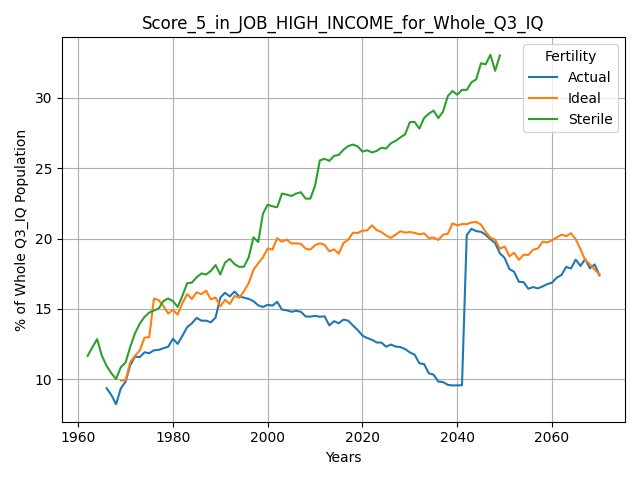 Score_5_in_JOB_HIGH_INCOME_for_Whole_Q3_IQ
Fertility
Actual
Ideal
Sterile
% of Whole Q3_IQ Population
30
25
20
15
10
1960
1980
2000
2020
2040
2060
Years